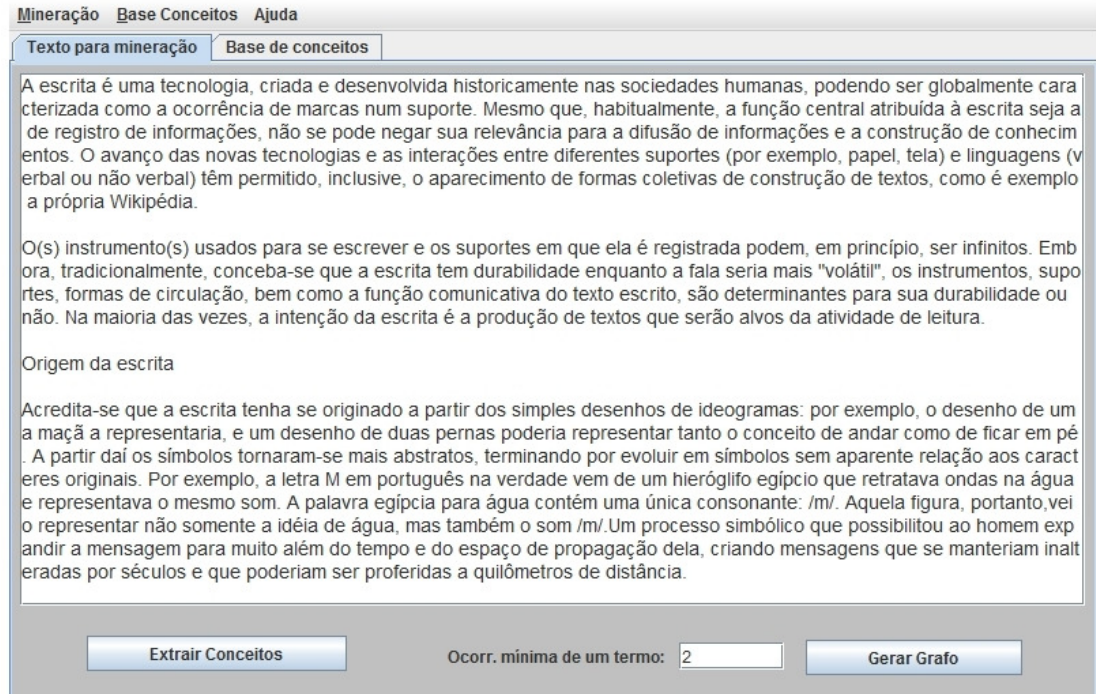 Mineração Base Conceitos Ajuda
Texto para mineração Base de conceitos
A escrita é uma tecnologia, criada e desenvolvida historicamente nas sociedades humanas, podendo ser globalmente cara
cterizada como a ocorrência de marcas num suporte. Mesmo que, habitualmente, a função central atribuída à escrita seja a
de registro de informações, não se pode negar sua relevância para a difusão de informações e a construção de conhecim
entos. O avanço das novas tecnologias e as interações entre diferentes suportes (por exemplo, papel, tela) e linguagens (v
erbal ou não verbal) têm permitido, inclusive, o aparecimento de formas coletivas de construção de textos, como é exemplo
a própria Wikipédia.
O(s) instrumento(s) usados para se escrever e os suportes em que ela é registrada podem, em princípio, ser infinitos. Emb
ora, tradicionalmente, conceba-se que a escrita tem durabilidade enquanto a fala seria mais "volátil", os instrumentos, supo
rtes, formas de circulação, bem como a função comunicativa do texto escrito, são determinantes para sua durabilidade ou
não. Na maioria das vezes, a intenção da escrita é a produção de textos que serão alvos da atividade de leitura.
Origem da escrita
Acredita-se que a escrita tenha se originado a partir dos simples desenhos de ideogramas: por exemplo, o desenho de um
a maçã a representaria, e um desenho de duas pernas poderia representar tanto o conceito de andar como de ficar em pé
. A partir daí os símbolos tornaram-se mais abstratos, terminando por evoluir em símbolos sem aparente relação aos caract
eres originais. Por exemplo, a letra M em português na verdade vem de um hieróglifo egípcio que retratava ondas na água
e representava o mesmo som. A palavra egípcia para água contém uma única consonante: /m/. Aquela figura, portanto,vei
o representar não somente a idéia de água, mas também o som /m/.Um processo simbólico que possibilitou ao homem exp
andir a mensagem para muito além do tempo e do espaço de propagação dela, criando mensagens que se manteriam inalt
eradas por séculos e que poderiam ser proferidas a quilômetros de distância.
Extrair Conceitos Ocorr. mínima de um termo: 2 Gerar Grafo